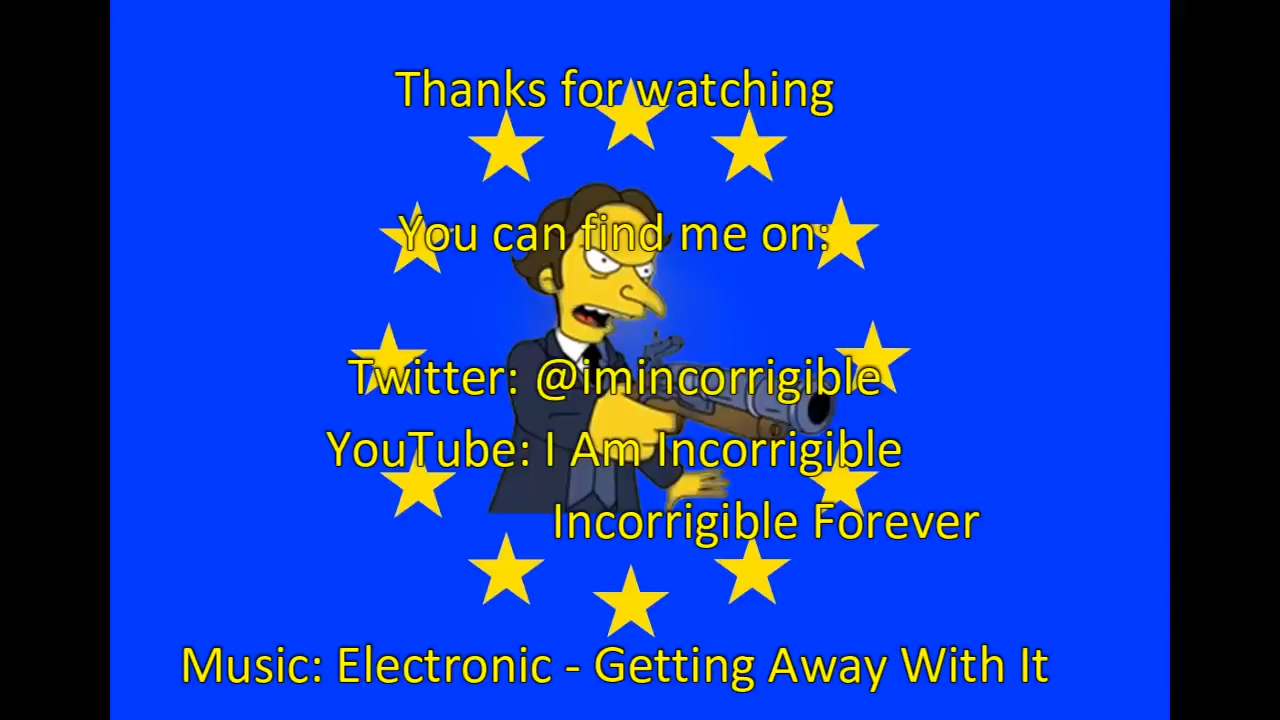 Thanks for watching
You can find me on:
Twitter: @imincorrigible
YouTube: I Am Incorrigible
Incorrigible Forever
Music: Electronic - Getting Away With It